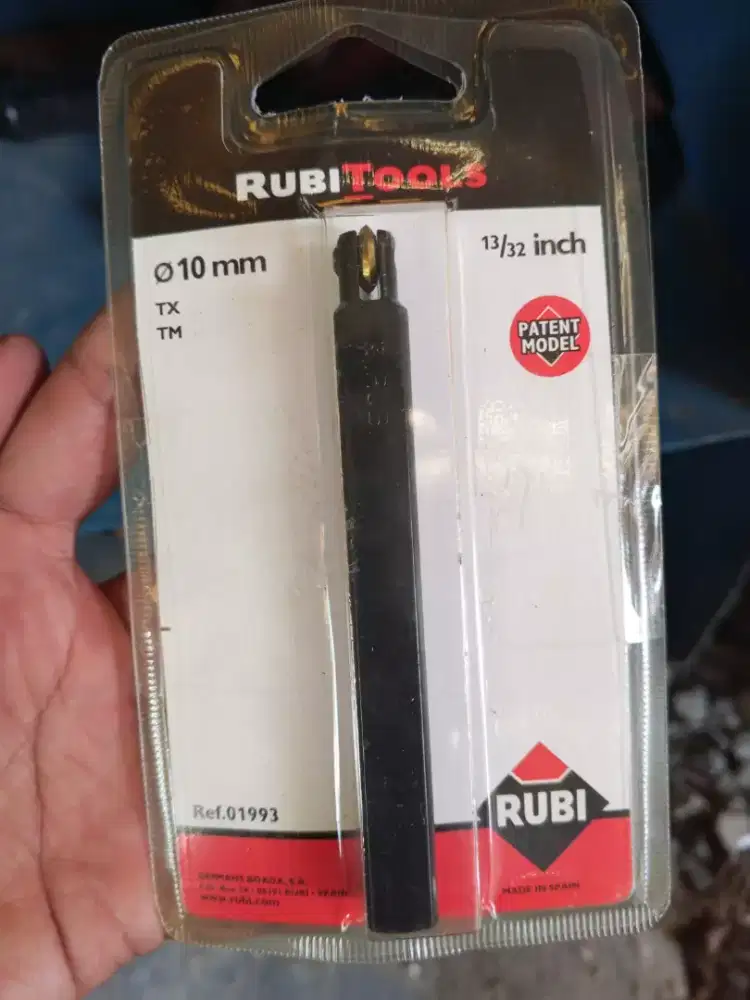 RUBITOOLS
Ø10 mm
TX
TM
13/32 inch
PATENT
MODEL
Ref.01993
RUBI
GERMANS BOADA, S.A.
www.rubi.com
MADE IN SPAIN